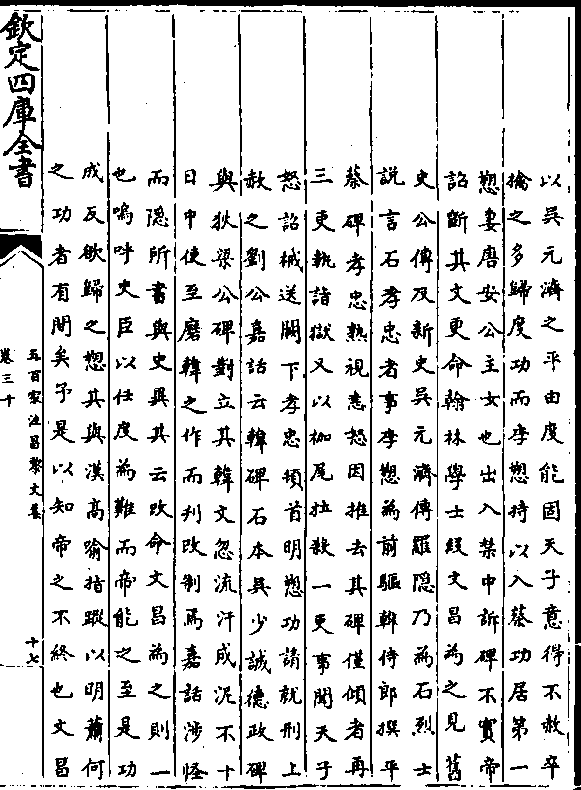 以吳元濟之平由度能固天子意得不赦卒
擒之多歸度功而李愬特以入蔡功居第一
愬妻唐安公主女也出入禁中訴碑不實帝
詔斷其文更命翰林學士段文昌為之見舊
史公傳及新史吳元濟傳羅隠乃為石烈士
説言石孝忠者事李愬為前驅韓侍郎撰平
蔡碑孝忠熟視恚怒因推去其碑僅傾者再
三吏執詣獄又以枷尾拉殺一吏事聞天子
怒詔械送闕下孝忠頓首明愬功請就刑上
赦之劉公嘉話云韓碑石本吳少誠德政碑
與狄梁公碑對立其韓文忽流汗成泥不十
日中使至磨韓之作而刋改制焉嘉話涉怪
而隠所書與史異其云改命文昌為之則一
也嗚呼史臣以任度為難而帝能之至是功
成反欲歸之愬其與漢髙喻指蹤以明蕭何
之功者有間矣予是以知帝之不終也文昌
五百家注昌黎文集
卷三十
十七
欽定四庫全書